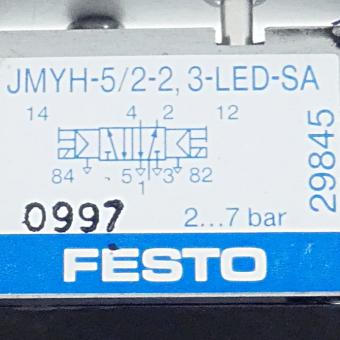 JMYH-5/2-2,3-LED-SA
14 4 2 12
84 5 1 3 82
29845
0997 2...7 bar
FESTO